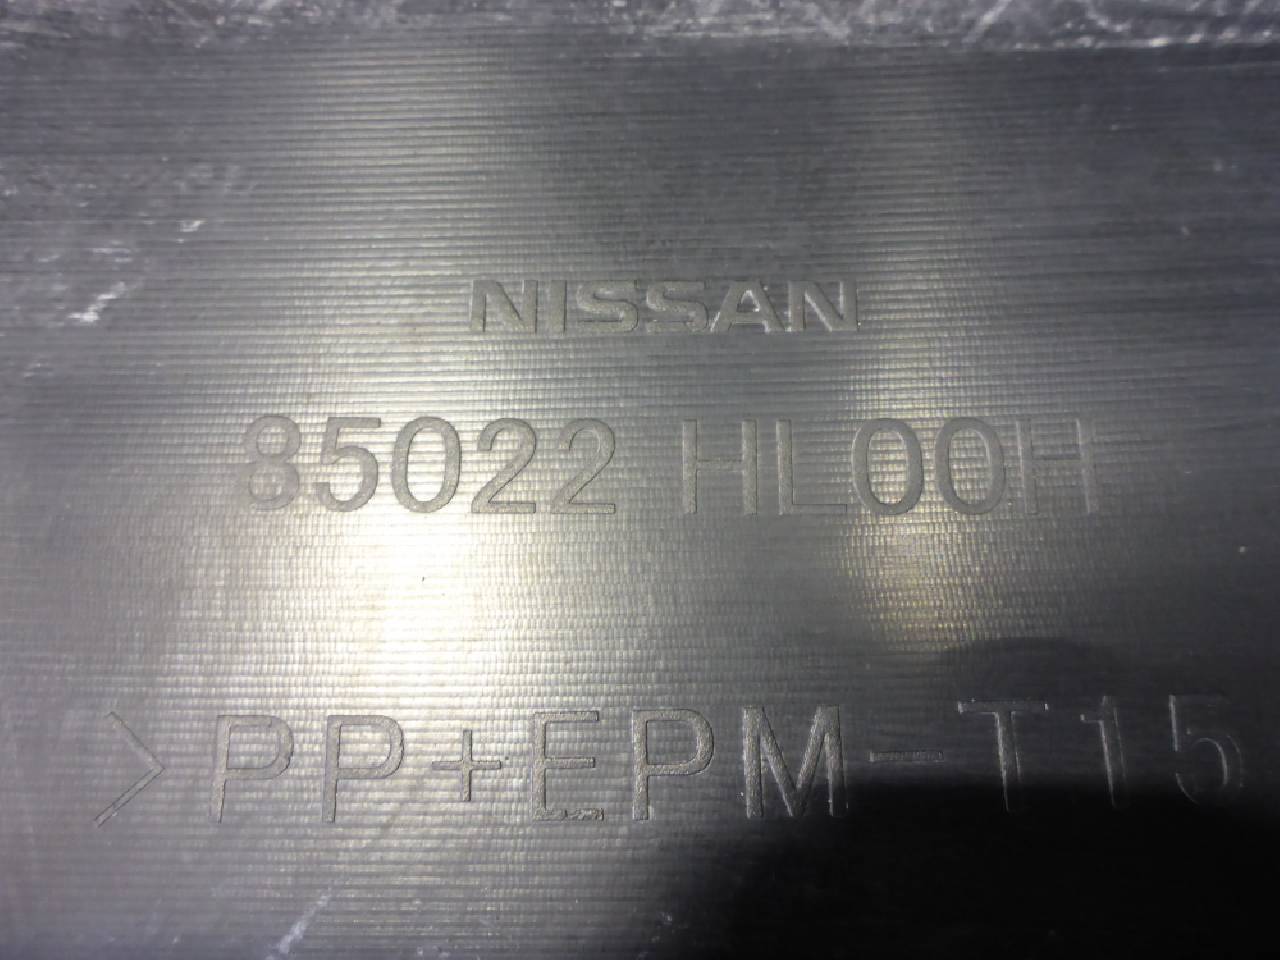 NISSAN
85022 HL00H
>PP+EPM-T15